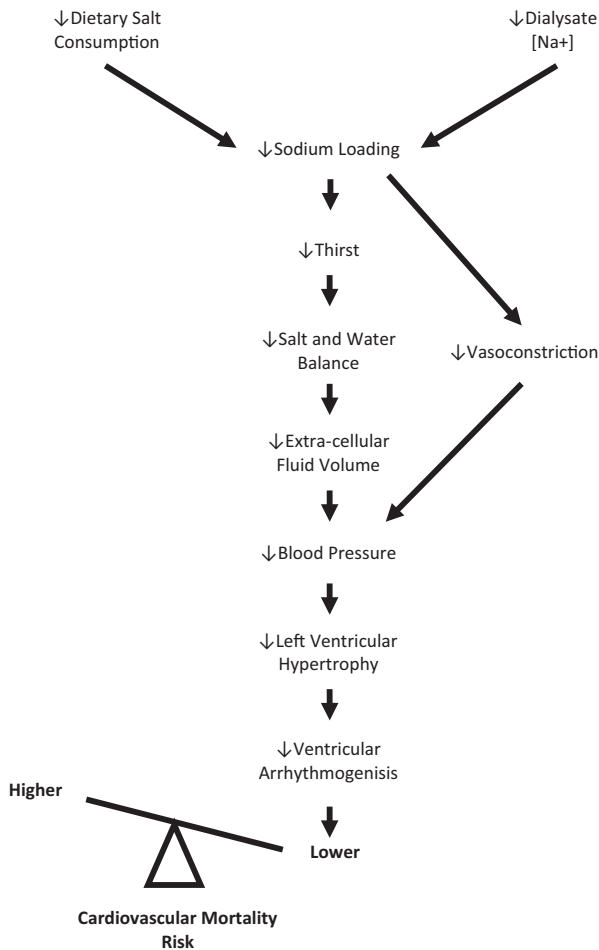 ↓Dietary Salt
Consumption
↓Dialysate
[Na+]
↓Sodium Loading
↓Thirst
↓Salt and Water
Balance
↓Vasoconstriction
↓Extra-cellular
Fluid Volume
↓Blood Pressure
↓Left Ventricular
Hypertrophy
↓Ventricular
Arrhythmogenisis
Higher
Lower
Cardiovascular Mortality
Risk